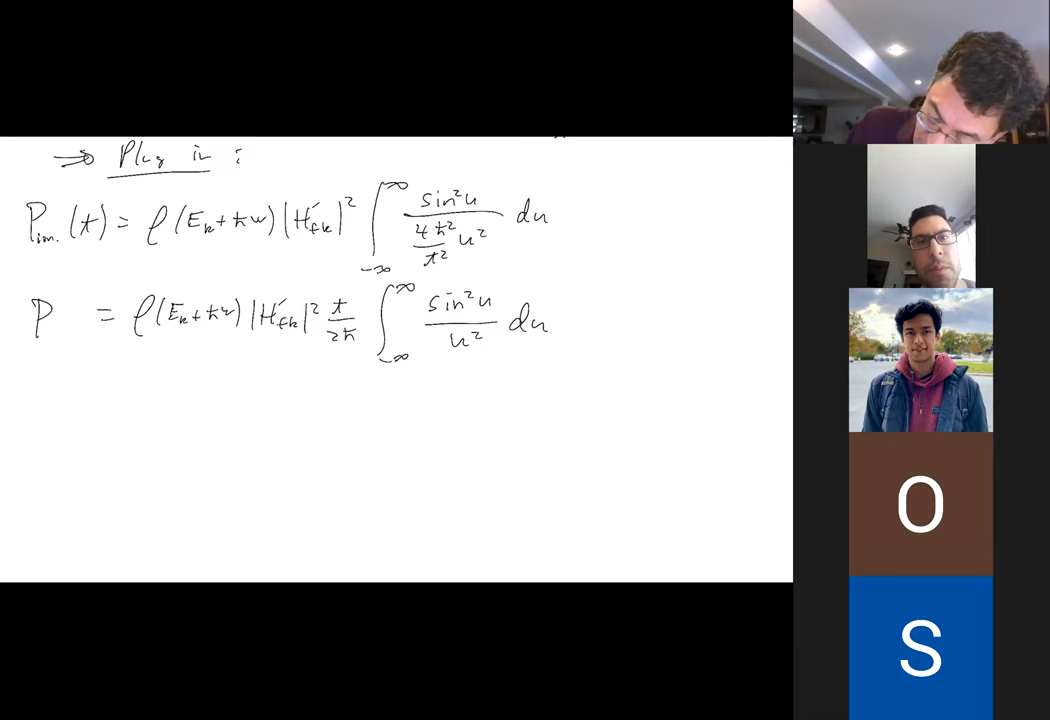 ⇒ Plug in :
P_im. (t) = ρ (E_k + ħω) |H'_fk|² ∫_{-∞}^{∞} sin²u / (4ħ²/t² u²) du
P = ρ(E_k + ħω) |H'_fk|² t/2ħ ∫_{-∞}^{∞} sin²u / u² du
O
S